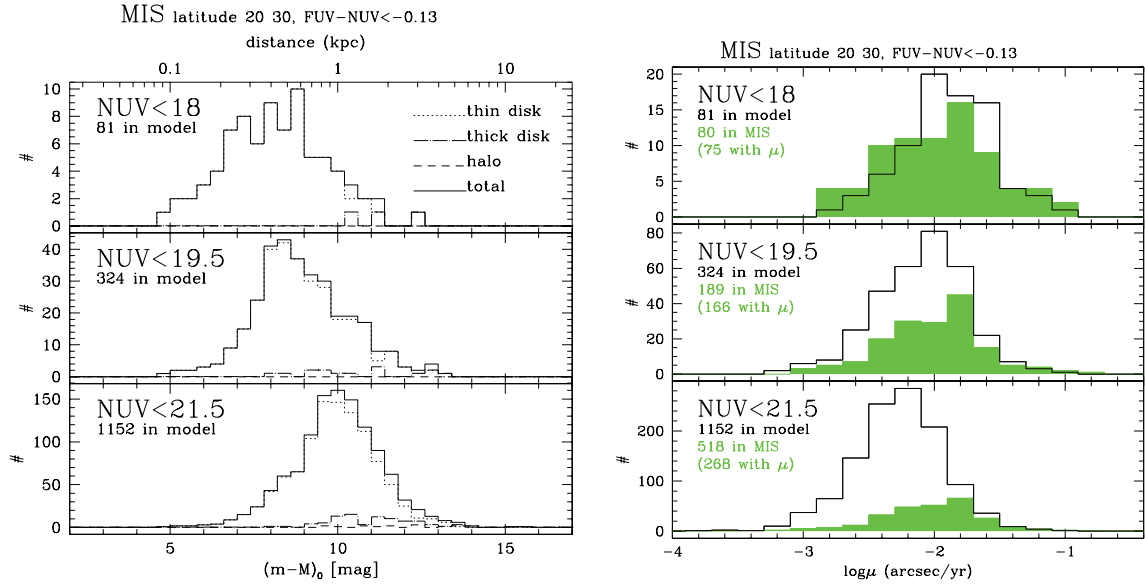 MIS latitude 20 30, FUV−NUV<−0.13
distance (kpc)
0.1 1 10
NUV<18
81 in model
thin disk
thick disk
halo
total
#
0 2 4 6 8 10
NUV<19.5
324 in model
#
0 10 20 30 40
NUV<21.5
1152 in model
#
0 50 100 150
5 10 15
(m−M)₀ [mag]
MIS latitude 20 30, FUV−NUV<−0.13
NUV<18
81 in model
80 in MIS
(75 with μ)
#
0 5 10 15 20
NUV<19.5
324 in model
189 in MIS
(166 with μ)
#
0 20 40 60 80
NUV<21.5
1152 in model
518 in MIS
(268 with μ)
#
0 100 200
−4 −3 −2 −1
logμ (arcsec/yr)